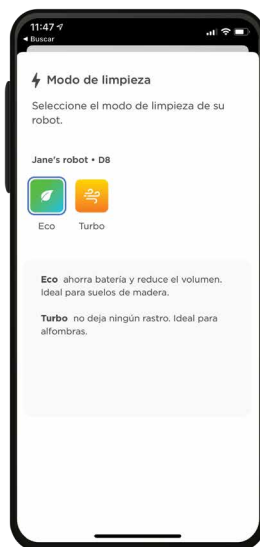 11:47
◂ Buscar
Modo de limpieza
Seleccione el modo de limpieza de su
robot.
Jane's robot • D8
Eco Turbo
Eco ahorra batería y reduce el volumen.
Ideal para suelos de madera.
Turbo no deja ningún rastro. Ideal para
alfombras.